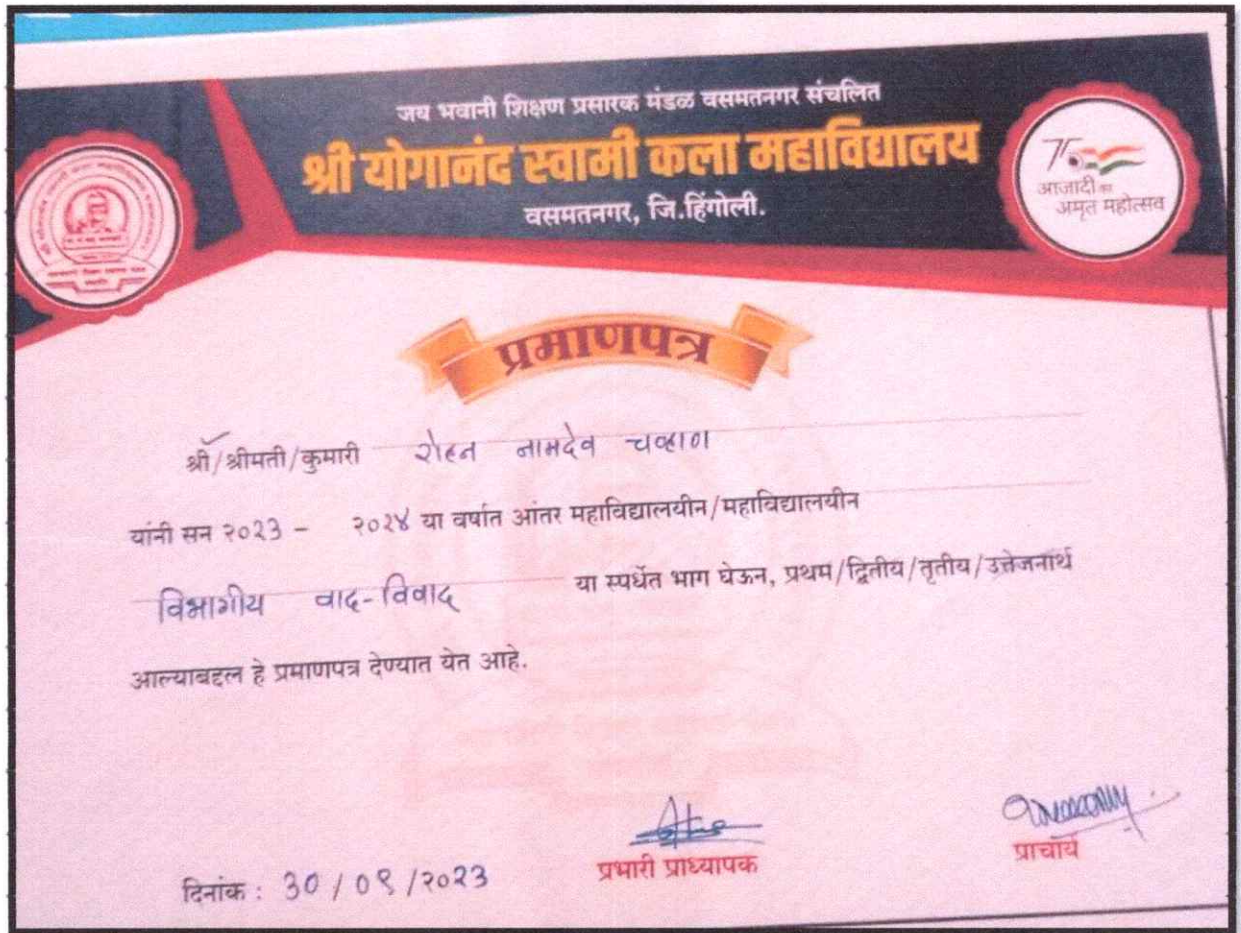 जय भवानी शिक्षण प्रसारक मंडळ वसमतनगर संचलित
श्री योगानंद स्वामी कला महाविद्यालय
वसमतनगर, जि.हिंगोली.
75
आजादी का
अमृत महोत्सव
प्रमाणपत्र
श्री/श्रीमती/कुमारी रोहन नामदेव चव्हाण
यांनी सन २०२३ – २०२४ या वर्षात आंतर महाविद्यालयीन/महाविद्यालयीन
विभागीय वाद-विवाद या स्पर्धेत भाग घेऊन, प्रथम/द्वितीय/तृतीय/उत्तेजनार्थ
आल्याबद्दल हे प्रमाणपत्र देण्यात येत आहे.
प्रभारी प्राध्यापक
प्राचार्य
दिनांक : 30 / ०९ /२०२३